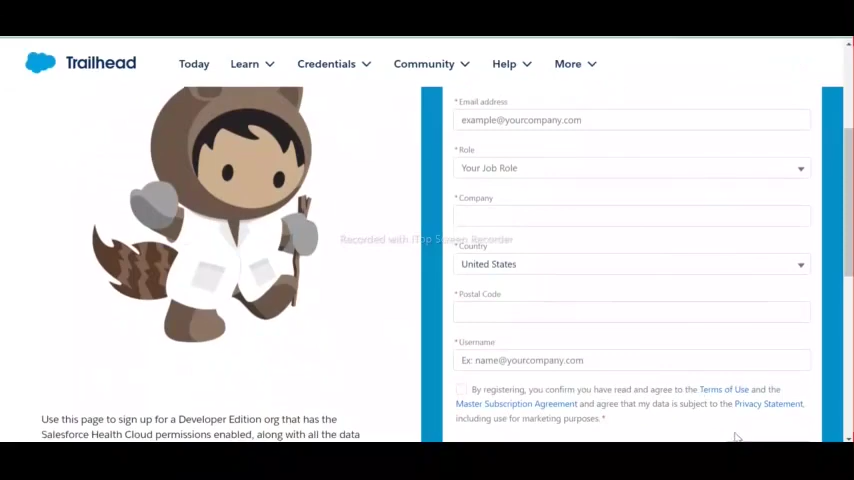 Trailhead
Today Learn Credentials Community Help More
* Email address
example@yourcompany.com
* Role
Your Job Role
* Company
Recorded with iTop Screen Recorder
* Country
United States
* Postal Code
* Username
Ex: name@yourcompany.com
By registering, you confirm you have read and agree to the Terms of Use and the
Master Subscription Agreement and agree that my data is subject to the Privacy Statement,
including use for marketing purposes. *
Use this page to sign up for a Developer Edition org that has the
Salesforce Health Cloud permissions enabled, along with all the data